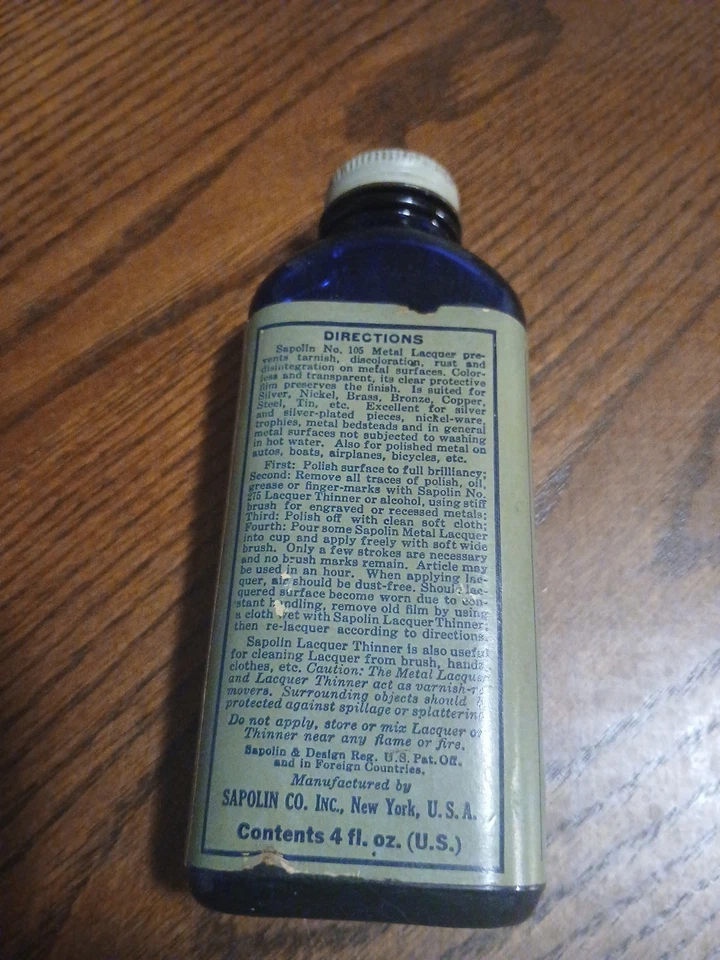 DIRECTIONS
Sapolin No. 105 Metal Lacquer pre-
vents tarnish, discoloration, rust and
disintegration on metal surfaces. Color-
less and transparent, its clear protective
film preserves the finish. Is suited for
Silver, Nickel, Brass, Bronze, Copper,
Steel, Tin, etc. Excellent for silver
and silver-plated pieces, nickel-ware,
trophies, metal bedsteads and in general
metal surfaces not subjected to washing
in hot water. Also for polished metal on
autos, boats, airplanes, bicycles, etc.
First: Polish surface to full brilliancy;
Second: Remove all traces of polish, oil,
grease or finger-marks with Sapolin No.
275 Lacquer Thinner or alcohol, using stiff
brush for engraved or recessed metals;
Third: Polish off with clean soft cloth;
Fourth: Pour some Sapolin Metal Lacquer
into cup and apply freely with soft wide
brush. Only a few strokes are necessary
and no brush marks remain. Article may
be used in an hour. When applying lac-
quer, air should be dust-free. Should lac-
quered surface become worn due to con-
stant handling, remove old film by using
a cloth wet with Sapolin Lacquer Thinner;
then re-lacquer according to directions.
Sapolin Lacquer Thinner is also useful
for cleaning Lacquer from brush, hands,
clothes, etc. Caution: The Metal Lacquer
and Lacquer Thinner act as varnish-re-
movers. Surrounding objects should
protected against spillage or splattering
Do not apply, store or mix Lacquer or
Thinner near any flame or fire.
Sapolin & Design Reg. U.S. Pat. Off.
and in Foreign Countries.
Manufactured by
SAPOLIN CO. INC., New York, U. S. A.
Contents 4 fl. oz. (U.S.)